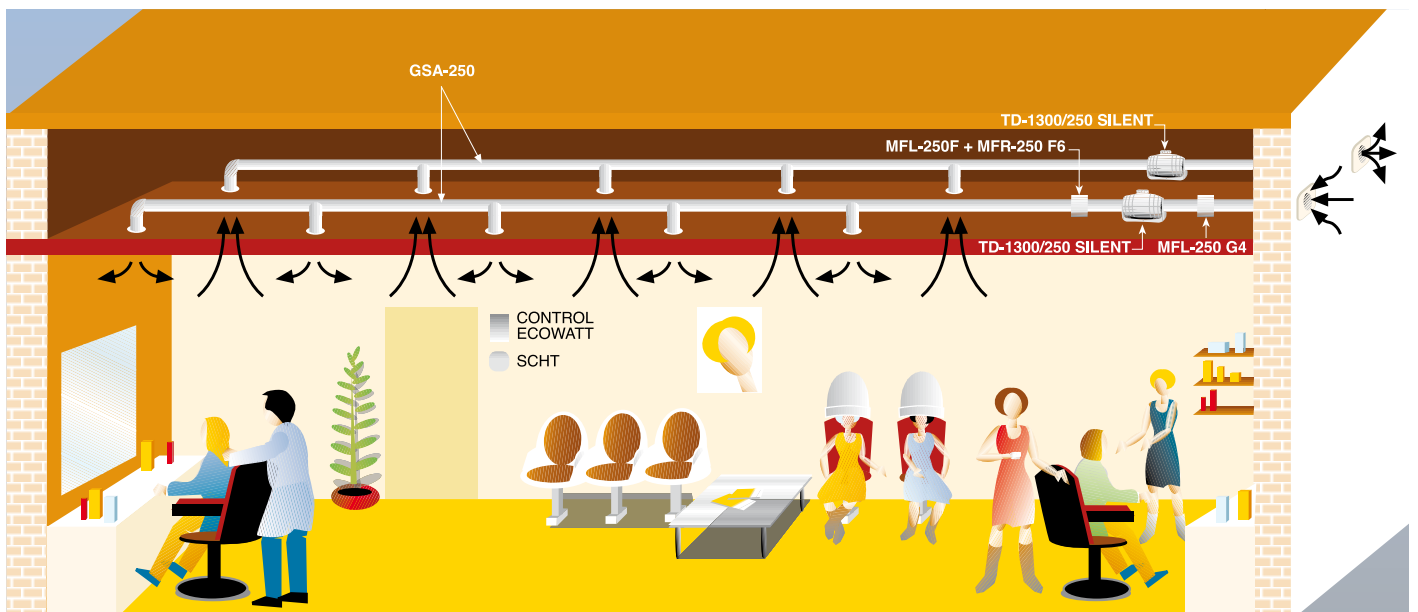 GSA-250
TD-1300/250 SILENT
MFL-250F + MFR-250 F6
TD-1300/250 SILENT
MFL-250 G4
CONTROL
ECOWATT
SCHT